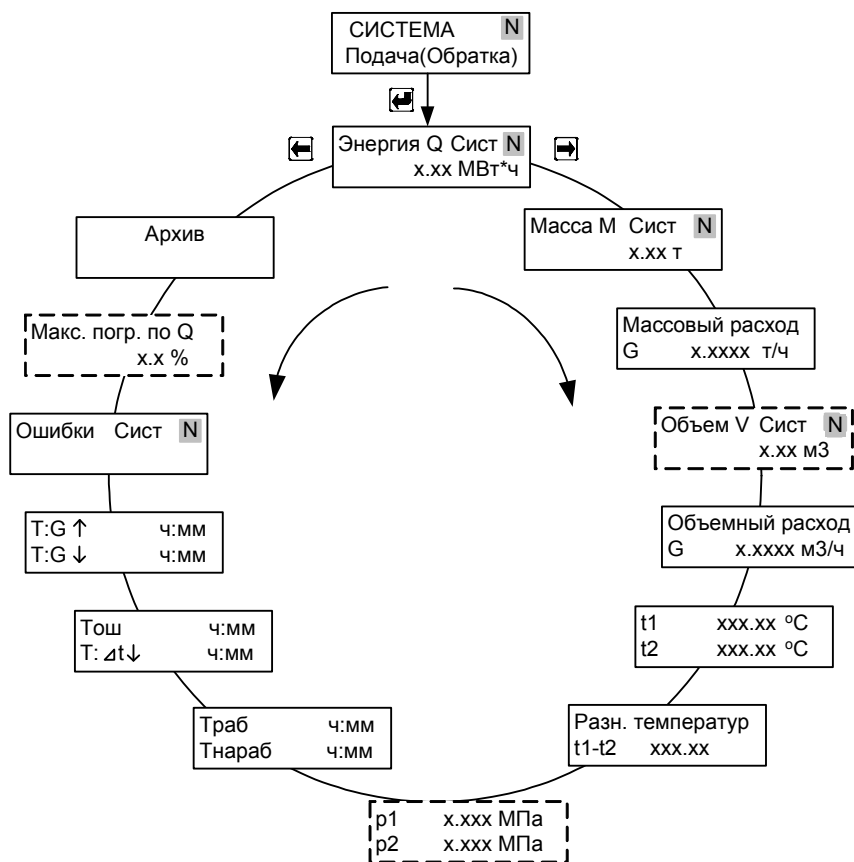 СИСТЕМА N
Подача(Обратка)
Энергия Q Сист N
x.xx МВт*ч
Архив
Масса M Сист N
x.xx т
Макс. погр. по Q
x.x %
Массовый расход
G x.xxxx т/ч
Ошибки Сист N
Объем V Сист N
x.xx м3
T:G ↑ ч:мм
T:G ↓ ч:мм
Объемный расход
G x.xxxx м3/ч
Тош ч:мм
T: ⊿t↓ ч:мм
t1 xxx.xx ºC
t2 xxx.xx ºC
Траб ч:мм
Тнараб ч:мм
Разн. температур
t1-t2 xxx.xx
p1 x.xxx МПа
p2 x.xxx МПа